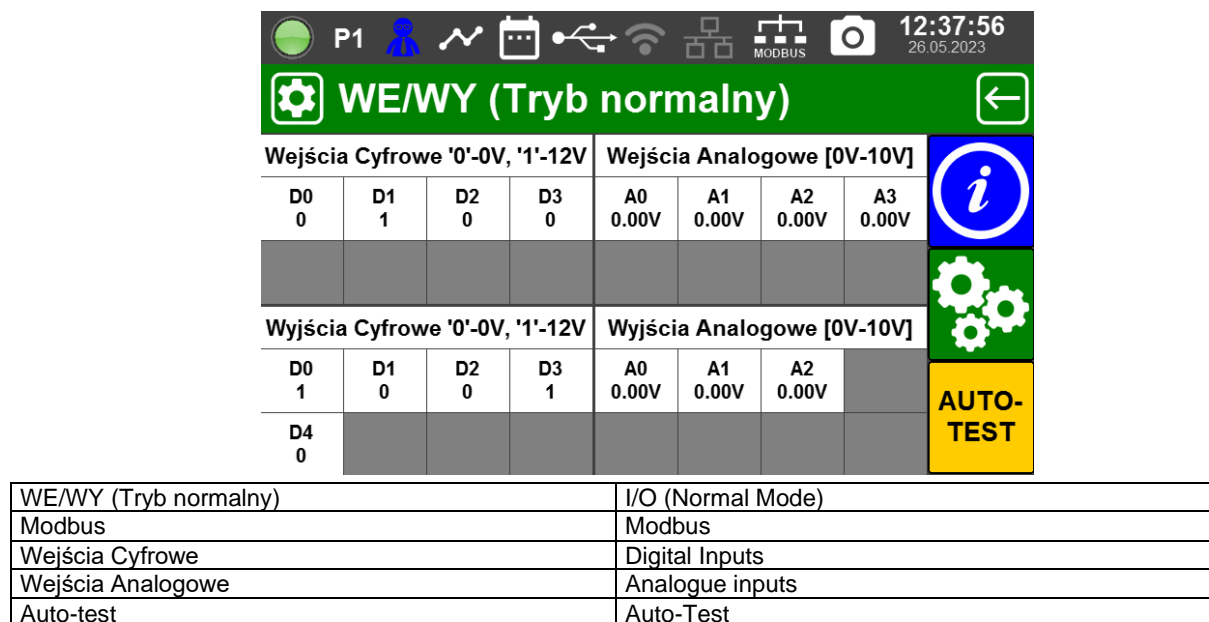 P1 MODBUS 12:37:56
26.05.2023
WE/WY (Tryb normalny)
Wejścia Cyfrowe '0'-0V, '1'-12V Wejścia Analogowe [0V-10V]
i
D0 D1 D2 D3 A0 A1 A2 A3
0 1 0 0 0.00V 0.00V 0.00V 0.00V
Wyjścia Cyfrowe '0'-0V, '1'-12V Wyjścia Analogowe [0V-10V]
D0 D1 D2 D3 A0 A1 A2
1 0 0 1 0.00V 0.00V 0.00V
D4
0
AUTO-
TEST
WE/WY (Tryb normalny) I/O (Normal Mode)
Modbus Modbus
Wejścia Cyfrowe Digital Inputs
Wejścia Analogowe Analogue inputs
Auto-test Auto-Test